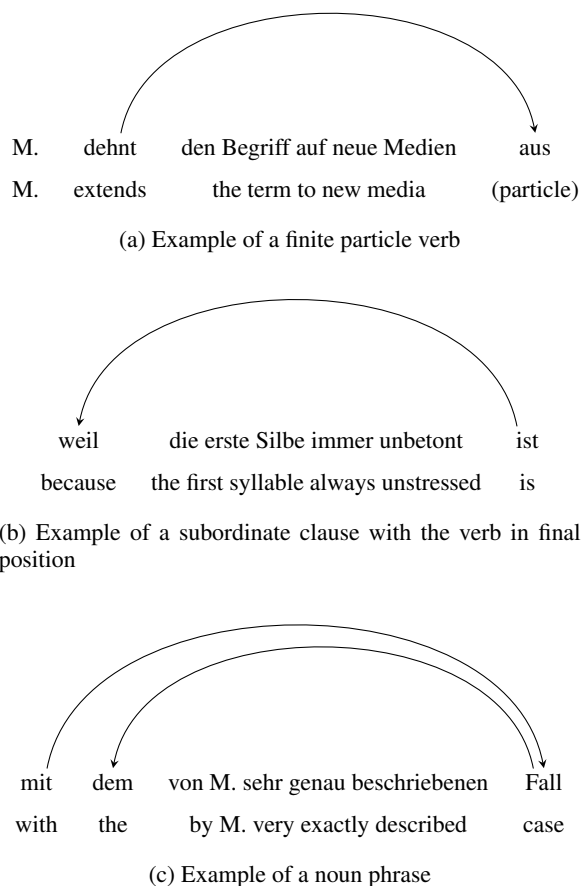 M. dehnt den Begriff auf neue Medien aus
M. extends the term to new media (particle)
(a) Example of a finite particle verb
weil die erste Silbe immer unbetont ist
because the first syllable always unstressed is
(b) Example of a subordinate clause with the verb in final
position
mit dem von M. sehr genau beschriebenen Fall
with the by M. very exactly described case
(c) Example of a noun phrase